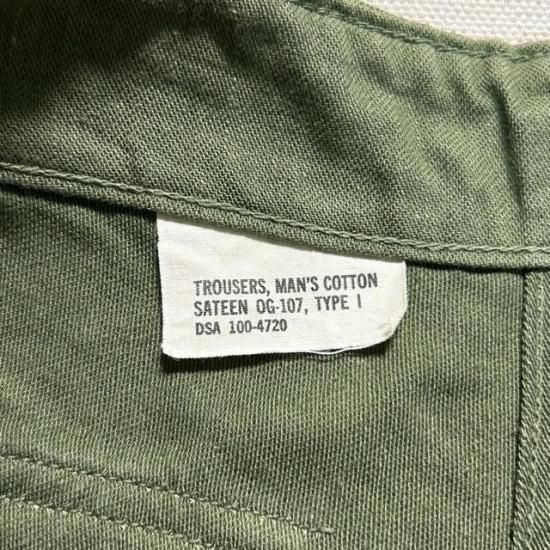 TROUSERS, MAN'S COTTON
SATEEN OG-107, TYPE I
DSA 100-4720